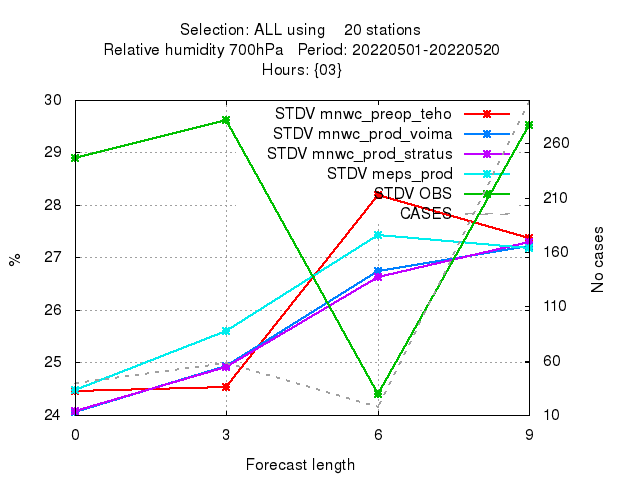 Selection: ALL using    20 stations
Relative humidity 700hPa   Period: 20220501-20220520
Hours: {03}
STDV mnwc_preop_teho
STDV mnwc_prod_voima
STDV mnwc_prod_stratus
STDV meps_prod
STDV OBS
CASES
30
29
28
27
26
25
24
%
260
210
160
110
60
10
No cases
0 3 6 9
Forecast length